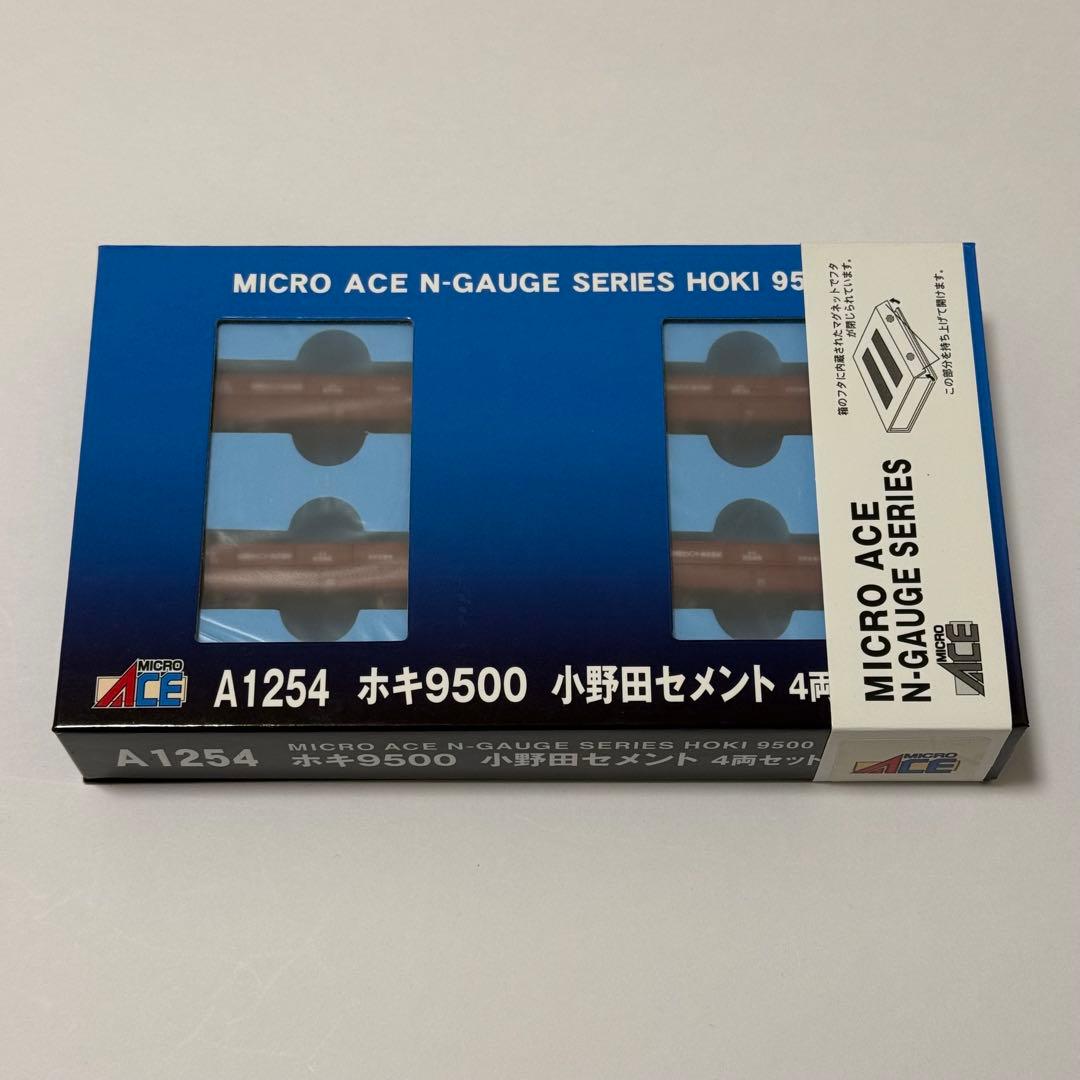 MICRO ACE N-GAUGE SERIES HOKI 95
箱のフタに内蔵されたマグネットでフタ
が閉じられています。
この部分を持ち上げて開けます。
MICRO ACE
N-GAUGE SERIES
MICRO
ACE
MICRO
ACE
A1254 ホキ9500 小野田セメント 4両
A1254
MICRO ACE N-GAUGE SERIES HOKI 9500
ホキ9500 小野田セメント 4両セット
MICRO
ACE